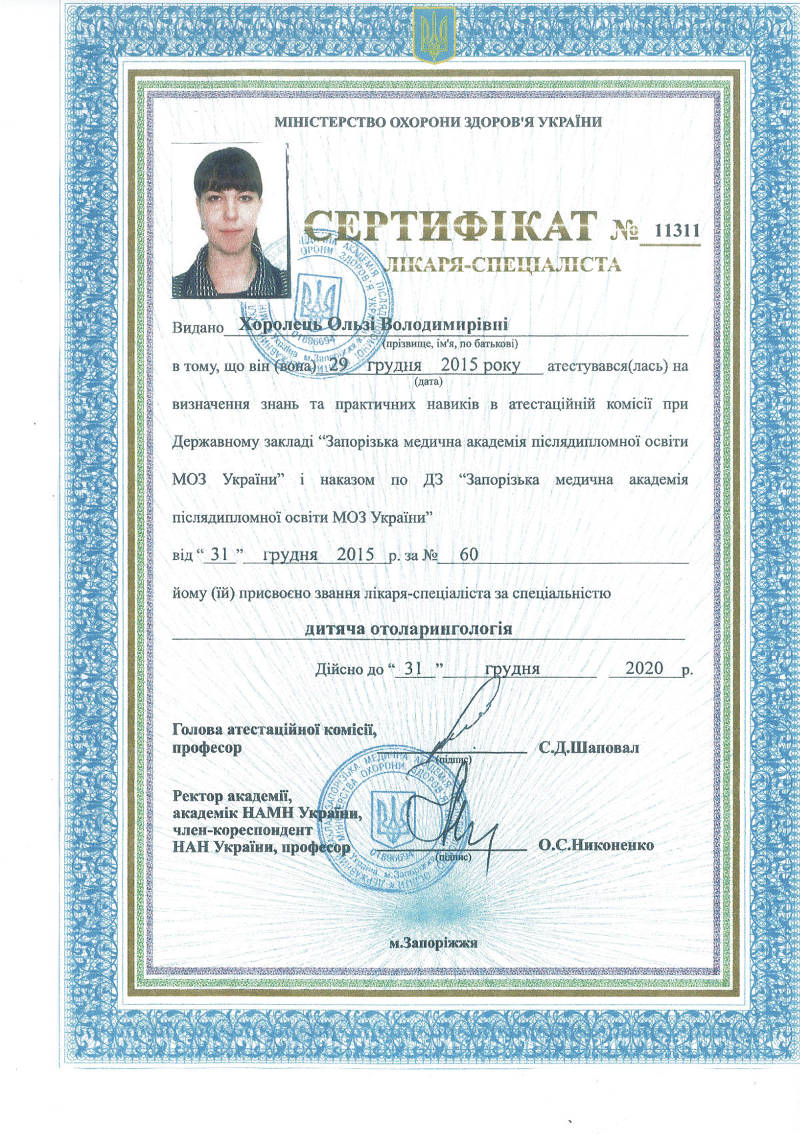 МІНІСТЕРСТВО ОХОРОНИ ЗДОРОВ'Я УКРАЇНИ
СЕРТИФІКАТ № 11311
ЛІКАРЯ-СПЕЦІАЛІСТА
Видано Хоролець Ользі Володимирівні
(прізвище, ім'я, по батькові)
в тому, що він (вона) 29 грудня 2015 року атестувався(лась) на
(дата)
визначення знань та практичних навиків в атестаційній комісії при
Державному закладі “Запорізька медична академія післядипломної освіти
МОЗ України” і наказом по ДЗ “Запорізька медична академія
післядипломної освіти МОЗ України”
від “ 31 ” грудня 2015 р. за № 60
йому (їй) присвоєно звання лікаря-спеціаліста за спеціальністю
дитяча отоларингологія
Дійсно до “ 31 ” грудня 2020 р.
Голова атестаційної комісії,
професор С.Д.Шаповал
(підпис)
Ректор академії,
академік НАМН України,
член-кореспондент
НАН України, професор О.С.Никоненко
(підпис)
м.Запоріжжя